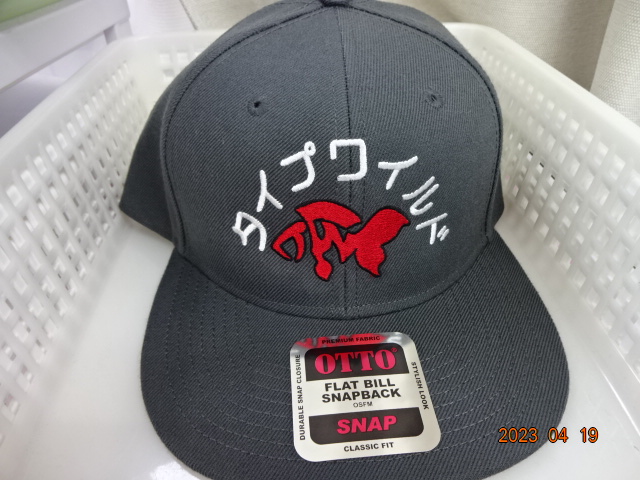 タイプワイルド
PREMIUM FABRIC
DURABLE SNAP CLOSURE
OTTO
FLAT BILL
SNAPBACK
OSFM
SNAP
CLASSIC FIT
STYLISH LOOK
2023 04 19